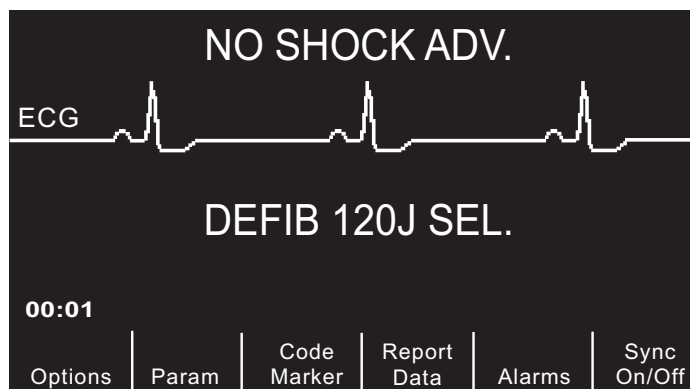 NO SHOCK ADV.
ECG
DEFIB 120J SEL.
00:01
Options Param Code Marker Report Data Alarms Sync On/Off